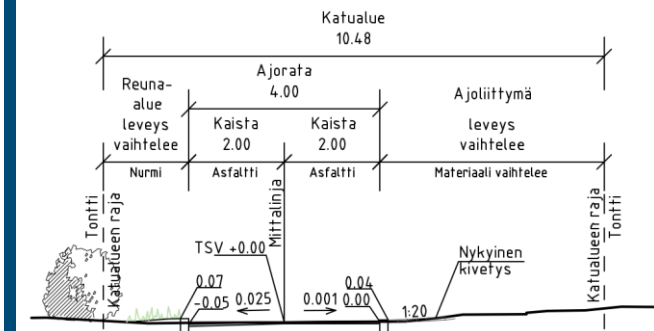 Katualue
10.48
Ajorata
4.00
Reuna-
alue
leveys
vaihtelee
Kaista
2.00
Kaista
2.00
Ajoliittymä
leveys
vaihtelee
Nurmi
Asfaltti
Asfaltti
Materiaali vaihtelee
Tontti
Katualueen raja
Mittalinja
Katualueen raja
Tontti
TSV +0.00
Nykyinen
kivetys
0.07
-0.05
0.025
0.001
0.04
0.00
1:20